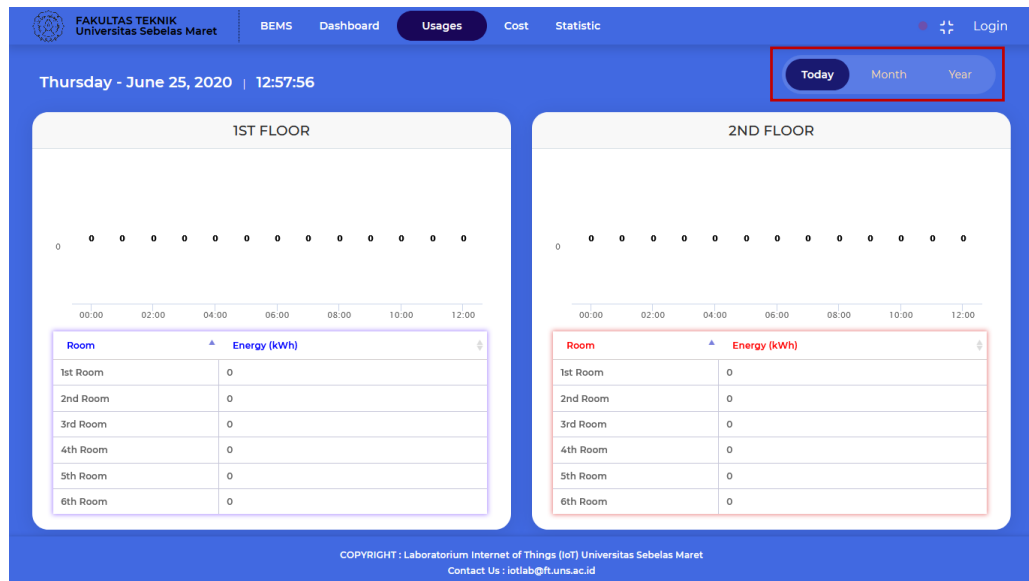 FAKULTAS TEKNIK
Universitas Sebelas Maret
BEMS Dashboard Usages Cost Statistic Login
Thursday - June 25, 2020 | 12:57:56
Today Month Year
1ST FLOOR
0 0 0 0 0 0 0 0 0 0 0 0 0
0
00:00 02:00 04:00 06:00 08:00 10:00 12:00
Room Energy (kWh)
1st Room 0
2nd Room 0
3rd Room 0
4th Room 0
5th Room 0
6th Room 0
2ND FLOOR
0 0 0 0 0 0 0 0 0 0 0 0 0
0
00:00 02:00 04:00 06:00 08:00 10:00 12:00
Room Energy (kWh)
1st Room 0
2nd Room 0
3rd Room 0
4th Room 0
5th Room 0
6th Room 0
COPYRIGHT : Laboratorium Internet of Things (IoT) Universitas Sebelas Maret
Contact Us : iotlab@ft.uns.ac.id